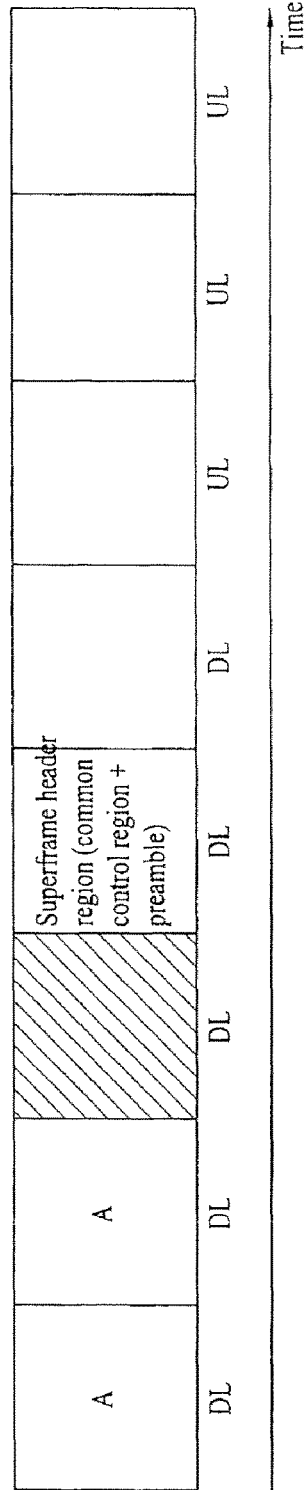 A
A
Superframe header
region (common
control region +
preamble)
DL
DL
DL
DL
DL
UL
UL
UL
Time